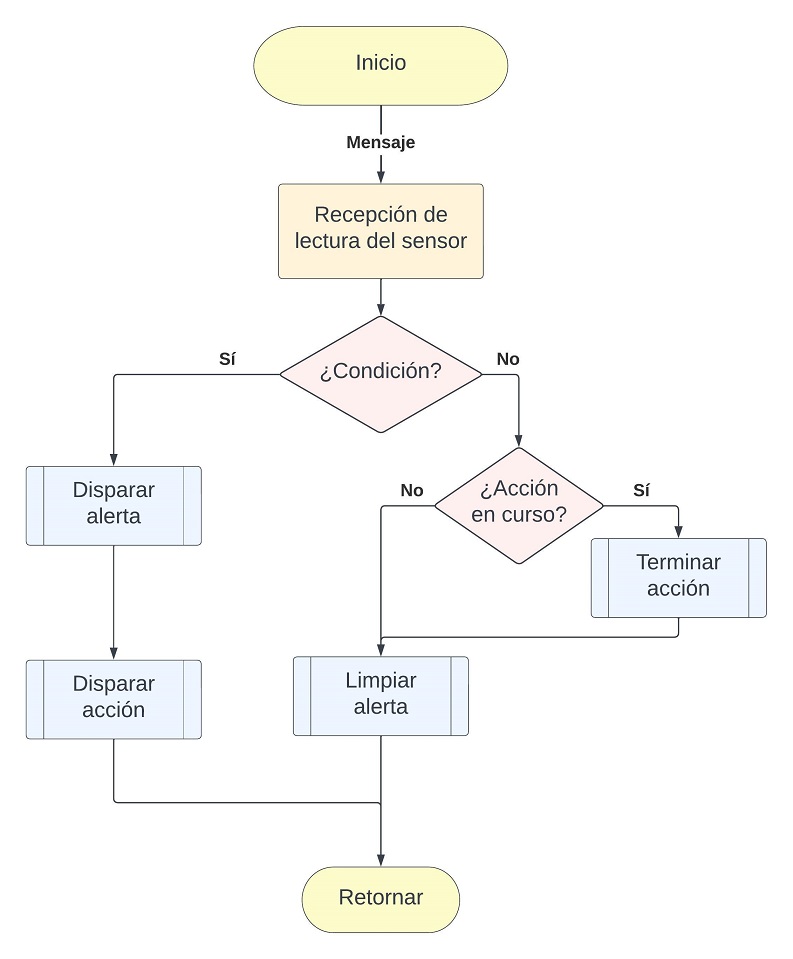 Inicio
Mensaje
Recepción de
lectura del sensor
¿Condición?
Sí
No
Disparar
alerta
¿Acción
en curso?
No
Sí
Terminar
acción
Disparar
acción
Limpiar
alerta
Retornar